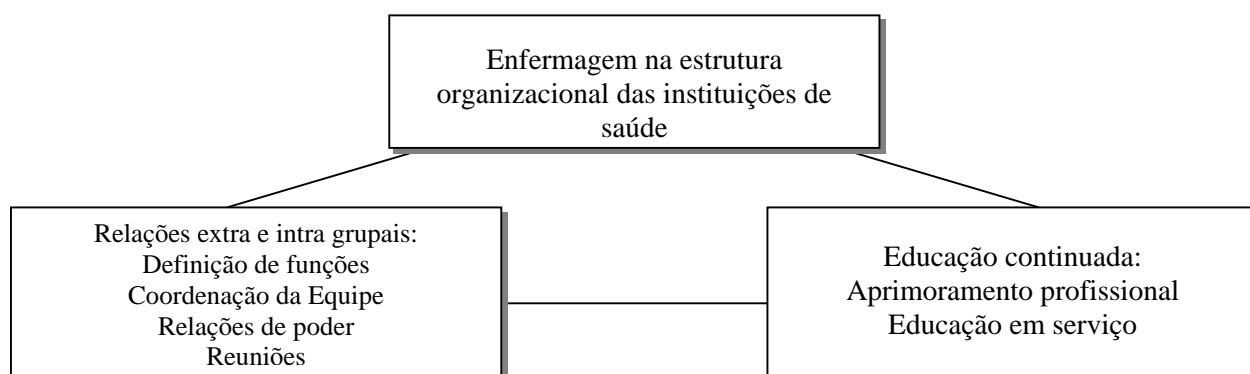 Enfermagem na estrutura
organizacional das instituições de
saúde
Relações extra e intra grupais:
Definição de funções
Coordenação da Equipe
Relações de poder
Reuniões
Educação continuada:
Aprimoramento profissional
Educação em serviço